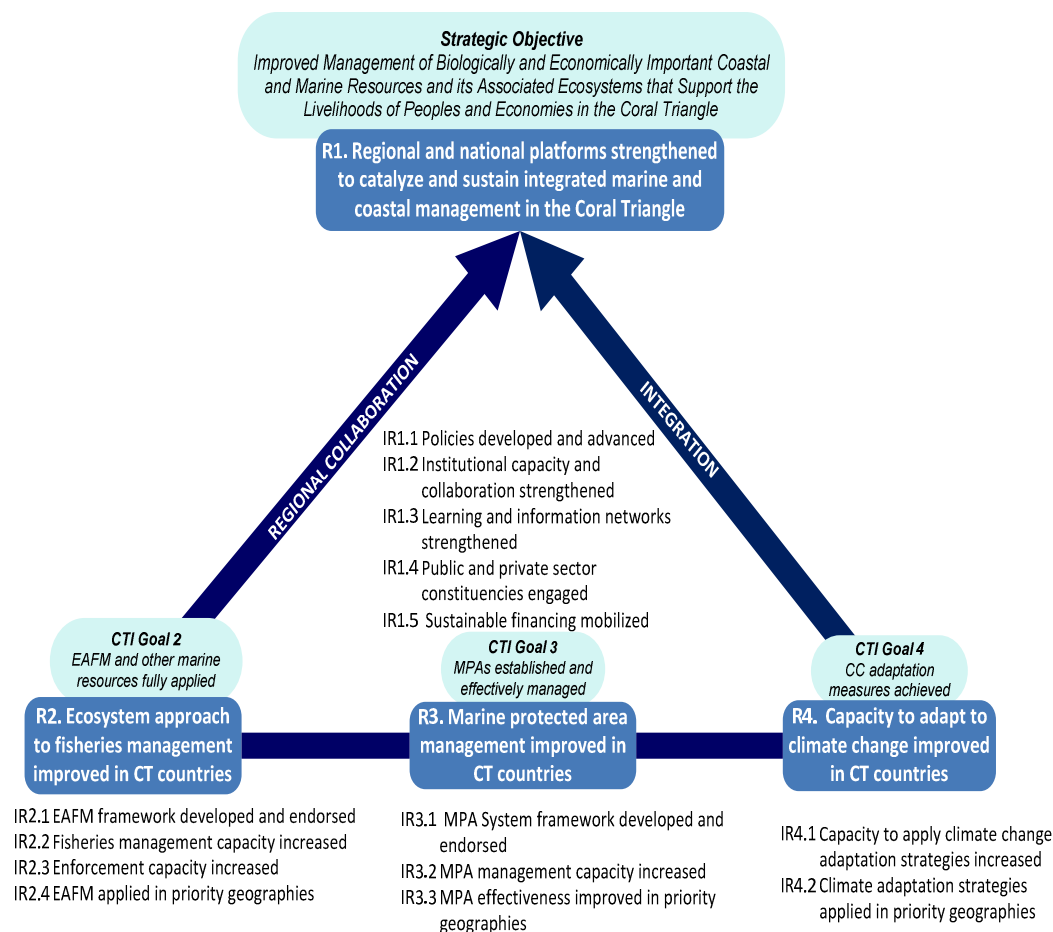 Strategic Objective
Improved Management of Biologically and Economically Important Coastal
and Marine Resources and its Associated Ecosystems that Support the
Livelihoods of Peoples and Economies in the Coral Triangle
R1. Regional and national platforms strengthened
to catalyze and sustain integrated marine and
coastal management in the Coral Triangle
REGIONAL COLLABORATION
INTEGRATION
IR1.1 Policies developed and advanced
IR1.2 Institutional capacity and
collaboration strengthened
IR1.3 Learning and information networks
strengthened
IR1.4 Public and private sector
constituencies engaged
IR1.5 Sustainable financing mobilized
CTI Goal 2
EAFM and other marine
resources fully applied
R2. Ecosystem approach
to fisheries management
improved in CT countries
IR2.1 EAFM framework developed and endorsed
IR2.2 Fisheries management capacity increased
IR2.3 Enforcement capacity increased
IR2.4 EAFM applied in priority geographies
CTI Goal 3
MPAs established and
effectively managed
R3. Marine protected area
management improved in
CT countries
IR3.1 MPA System framework developed and
endorsed
IR3.2 MPA management capacity increased
IR3.3 MPA effectiveness improved in priority
geographies
CTI Goal 4
CC adaptation
measures achieved
R4. Capacity to adapt to
climate change improved
in CT countries
IR4.1 Capacity to apply climate change
adaptation strategies increased
IR4.2 Climate adaptation strategies
applied in priority geographies